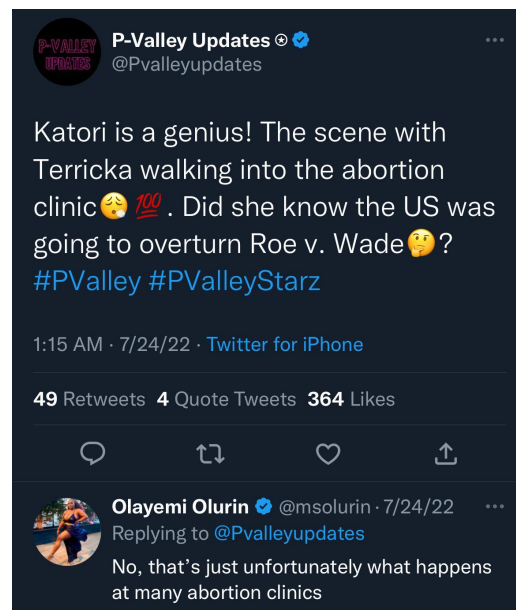 P-VALLEY
UPDATES
P-Valley Updates
@Pvalleyupdates
Katori is a genius! The scene with
Terricka walking into the abortion
clinic😮‍💨 💯 . Did she know the US was
going to overturn Roe v. Wade🤔?
#PValley #PValleyStarz
1:15 AM · 7/24/22 · Twitter for iPhone
49 Retweets 4 Quote Tweets 364 Likes
Olayemi Olurin @msolurin · 7/24/22
Replying to @Pvalleyupdates
No, that's just unfortunately what happens
at many abortion clinics